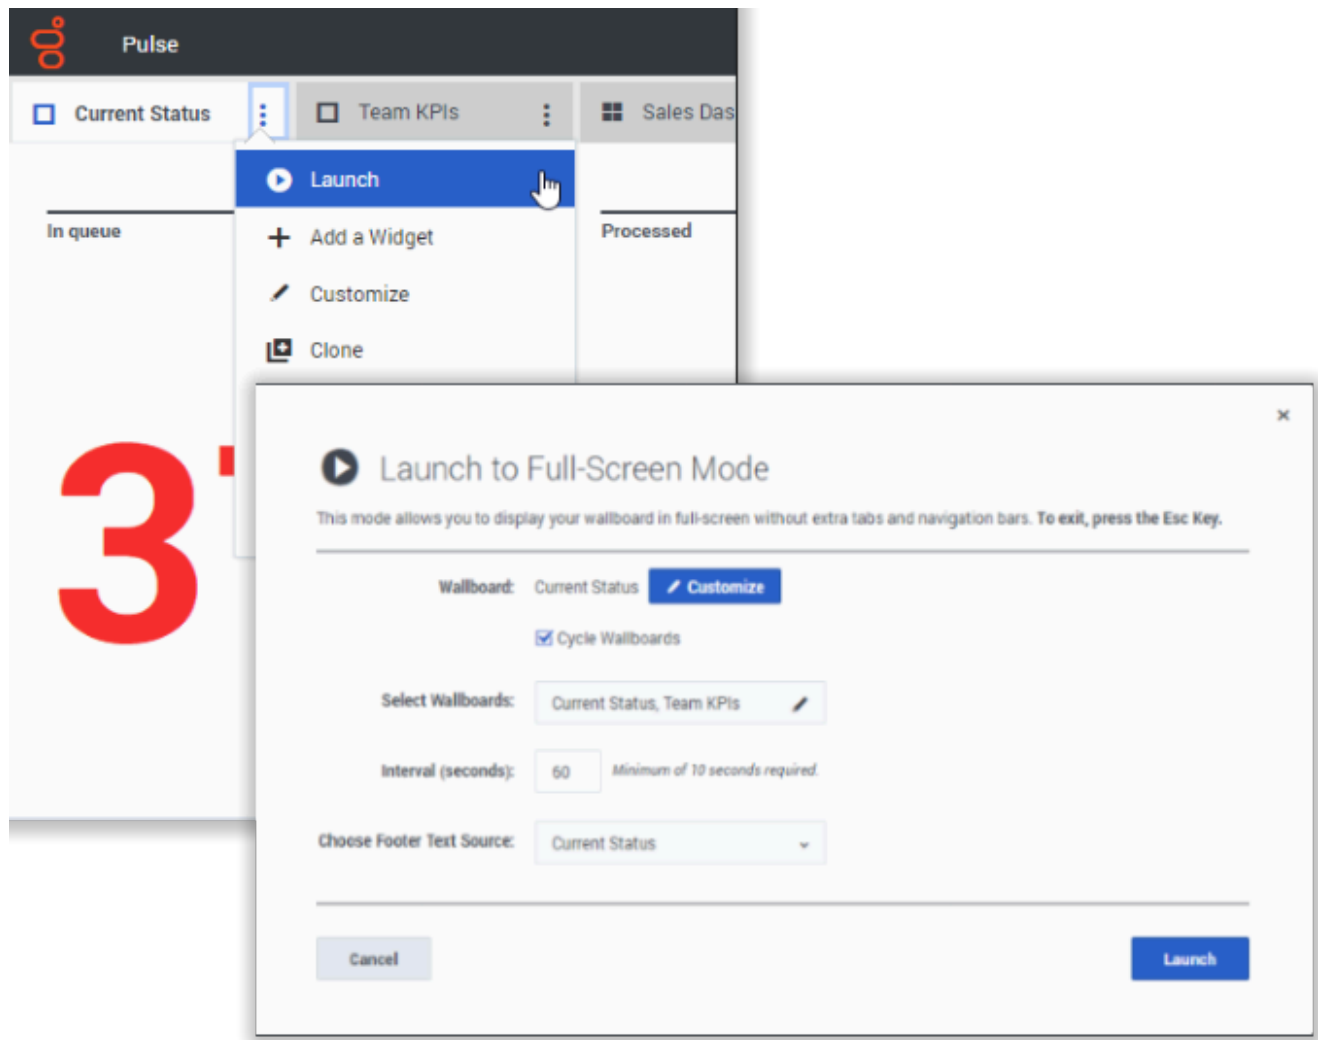 Pulse
Current Status
Team KPIs
Sales Das
Launch
In queue
Add a Widget
Processed
Customize
Clone
3
Launch to Full-Screen Mode
This mode allows you to display your wallboard in full-screen without extra tabs and navigation bars. To exit, press the Esc Key.
Wallboard: Current Status Customize
Cycle Wallboards
Select Wallboards: Current Status, Team KPIs
Interval (seconds): 60 Minimum of 10 seconds required.
Choose Footer Text Source: Current Status
Cancel
Launch